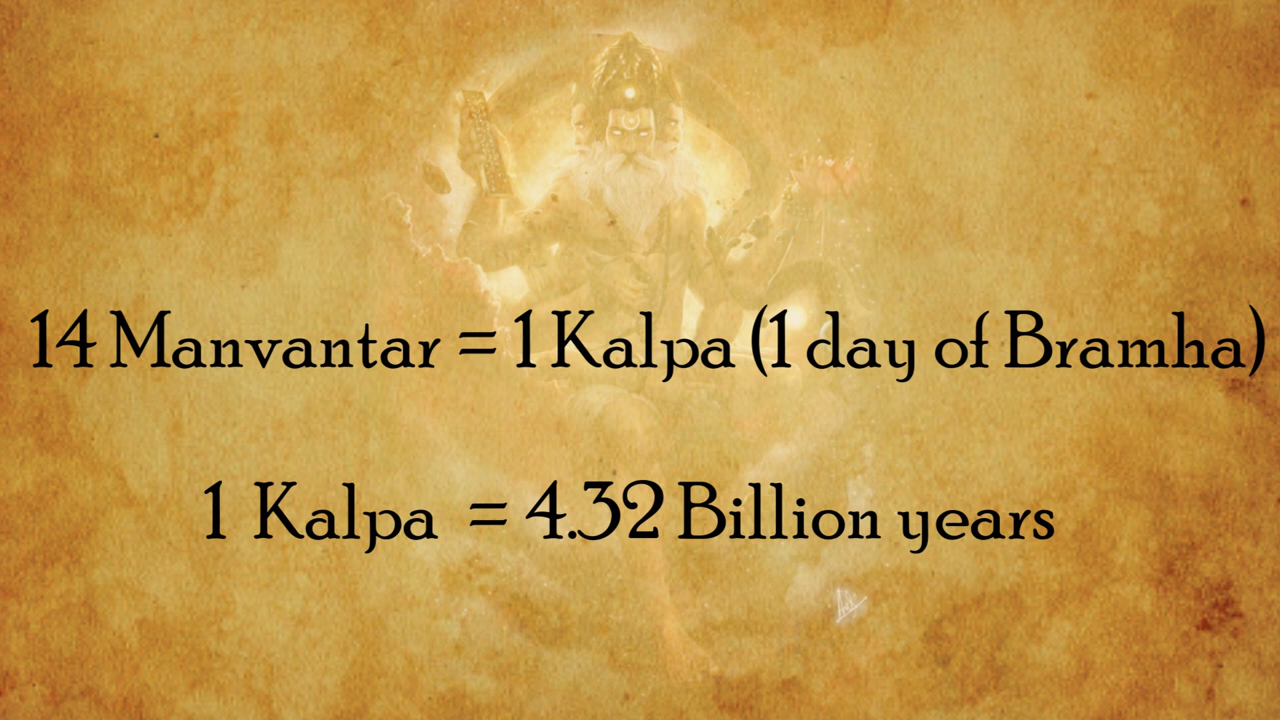 14 Manvantar = 1 Kalpa (1 day of Bramha)
1 Kalpa = 4.32 Billion years